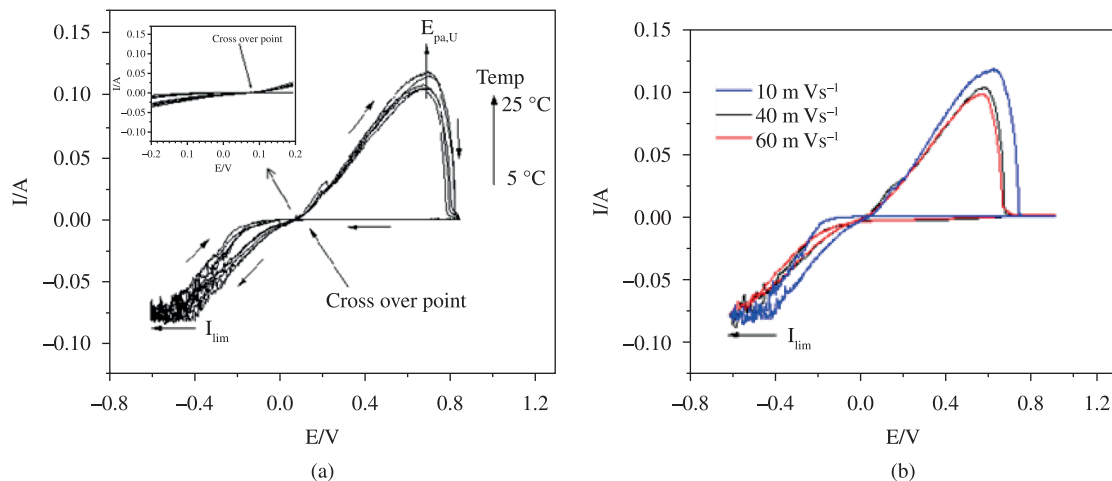 0.15
0.10
0.05
0.00
−0.05
−0.10
I/A
−0.8
−0.4
0.0
0.4
0.8
1.2
E/V
(a)
0.15
0.10
0.05
0.00
−0.05
−0.10
−0.15
I/A
−0.2
−0.1
0.0
0.1
0.2
E/V
Cross over point
E_pa,U
Temp
25 °C
5 °C
Cross over point
I_lim
0.15
0.10
0.05
0.00
−0.05
−0.10
I/A
−0.8
−0.4
0.0
0.4
0.8
1.2
E/V
(b)
10 m Vs⁻¹
40 m Vs⁻¹
60 m Vs⁻¹
I_lim